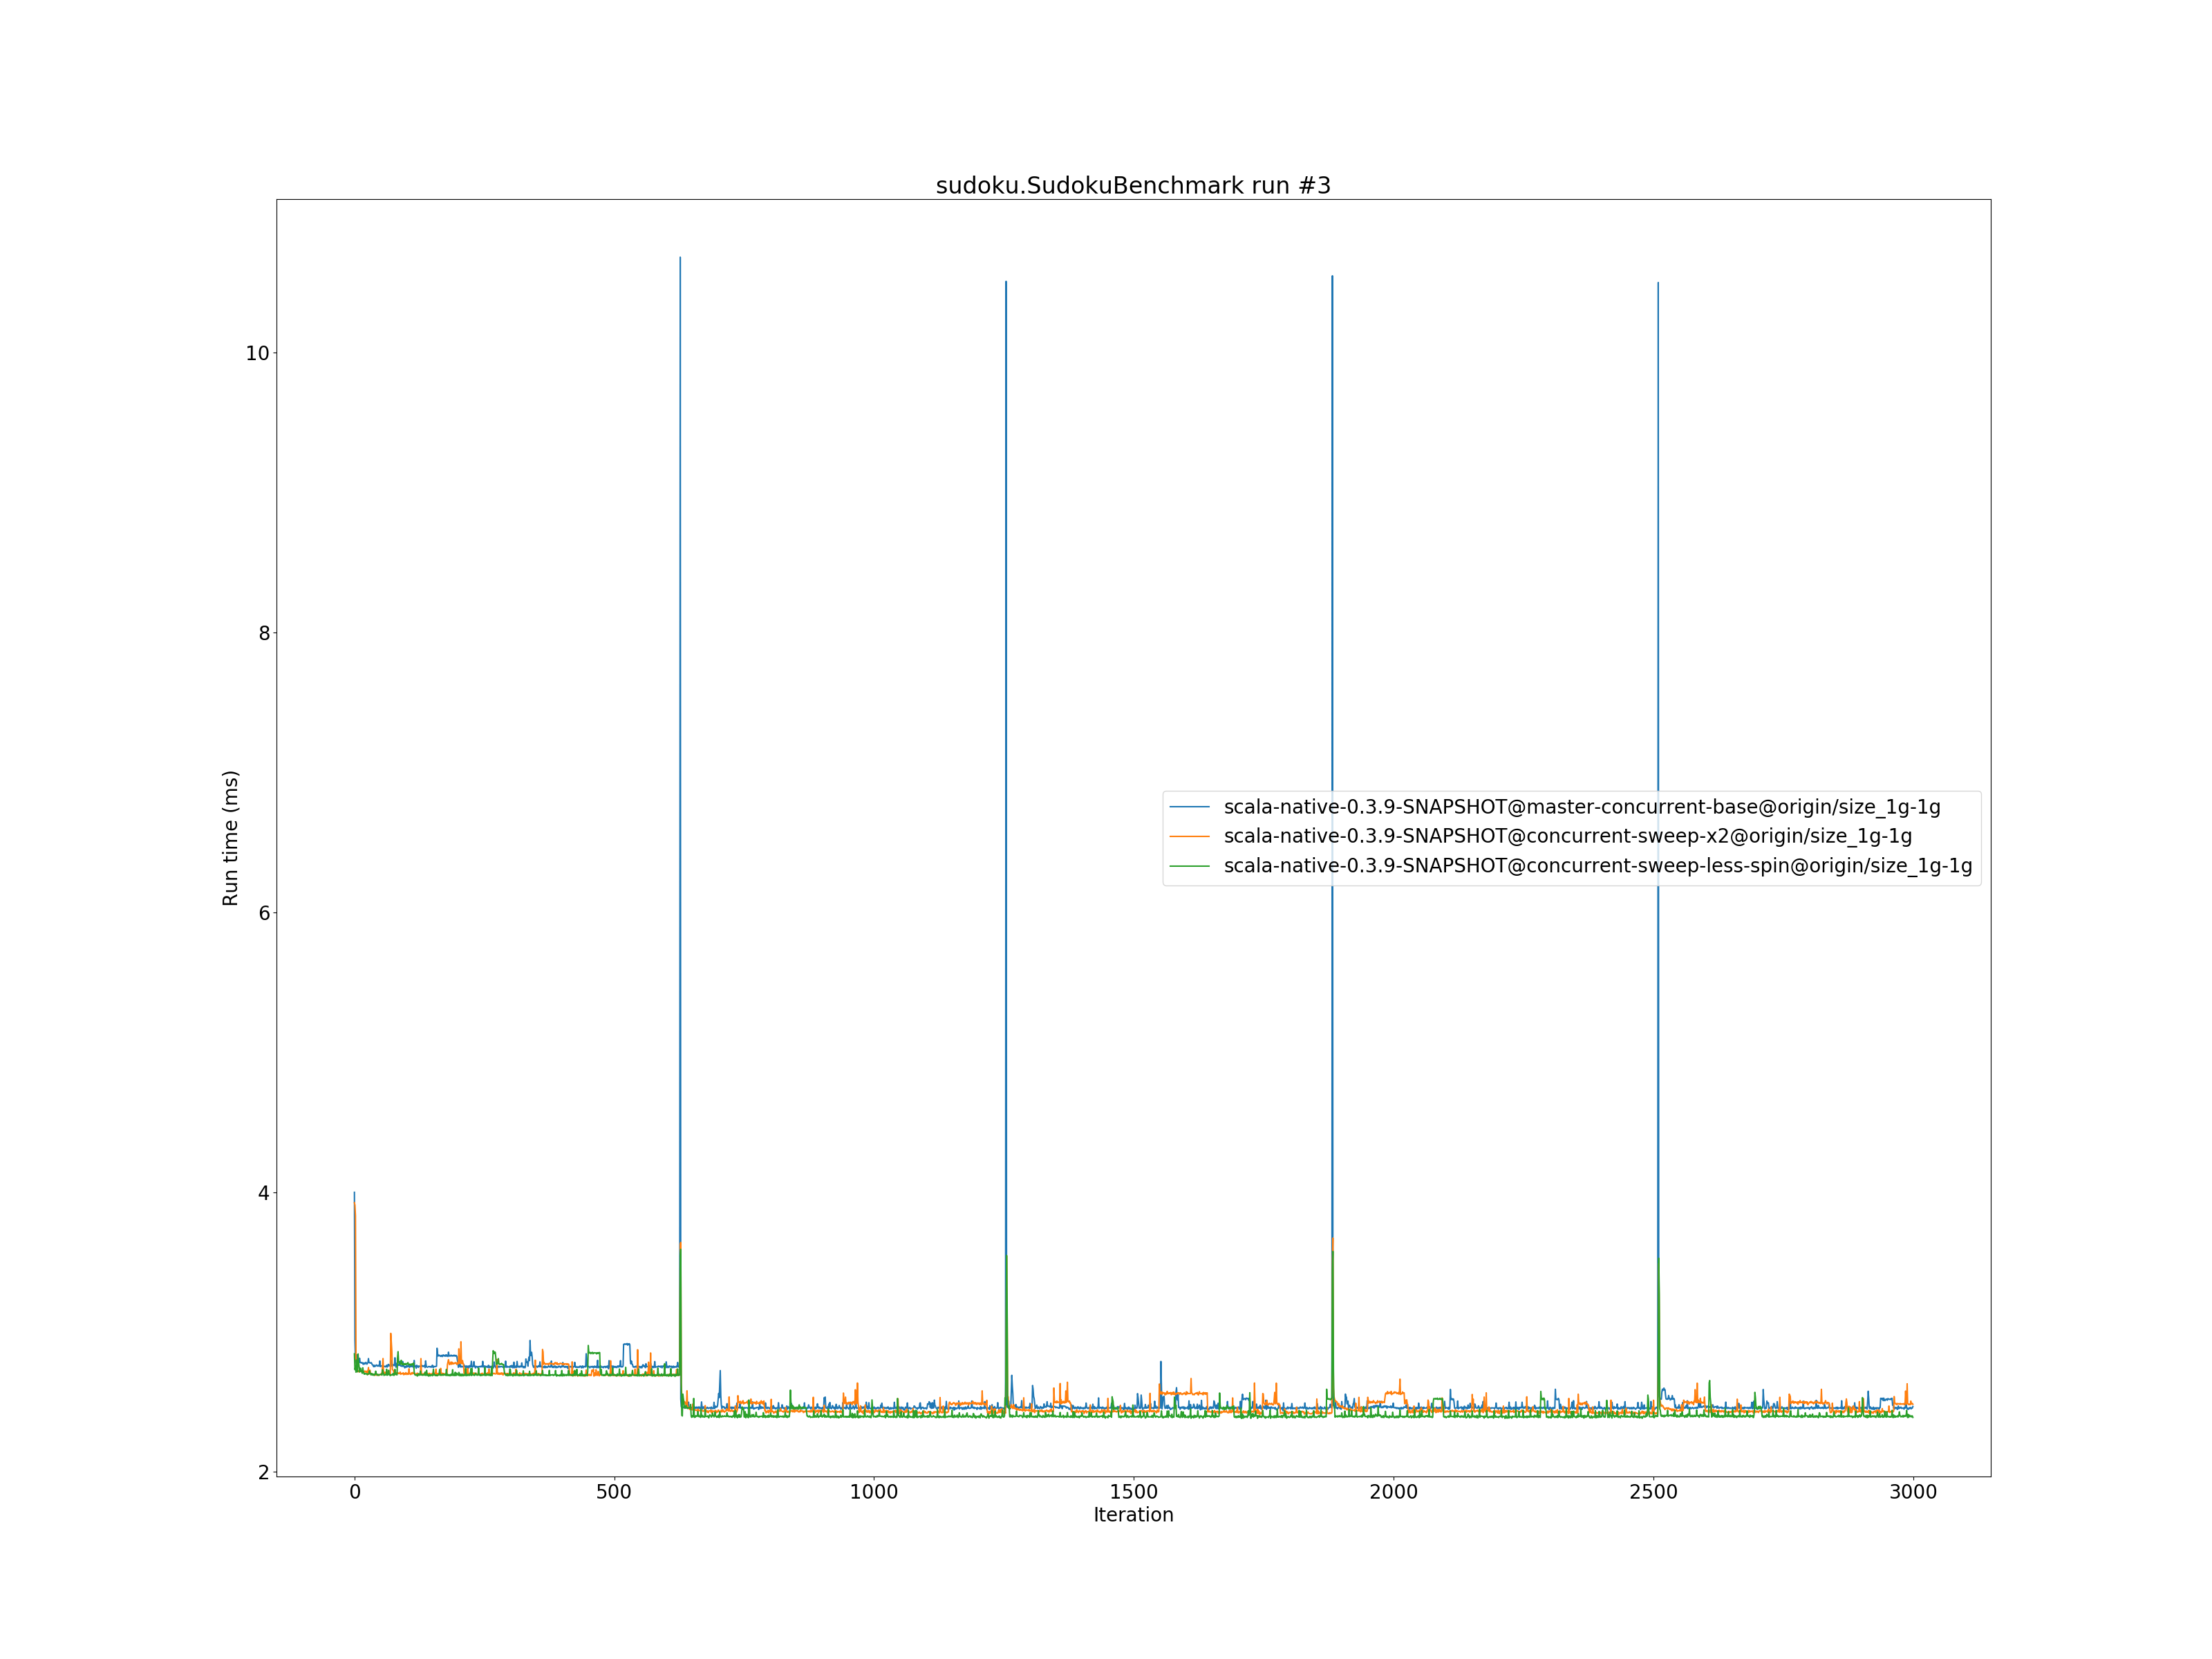 sudoku.SudokuBenchmark run #3
10
8
6
4
2
Run time (ms)
scala-native-0.3.9-SNAPSHOT@master-concurrent-base@origin/size_1g-1g
scala-native-0.3.9-SNAPSHOT@concurrent-sweep-x2@origin/size_1g-1g
scala-native-0.3.9-SNAPSHOT@concurrent-sweep-less-spin@origin/size_1g-1g
0 500 1000 1500 2000 2500 3000
Iteration